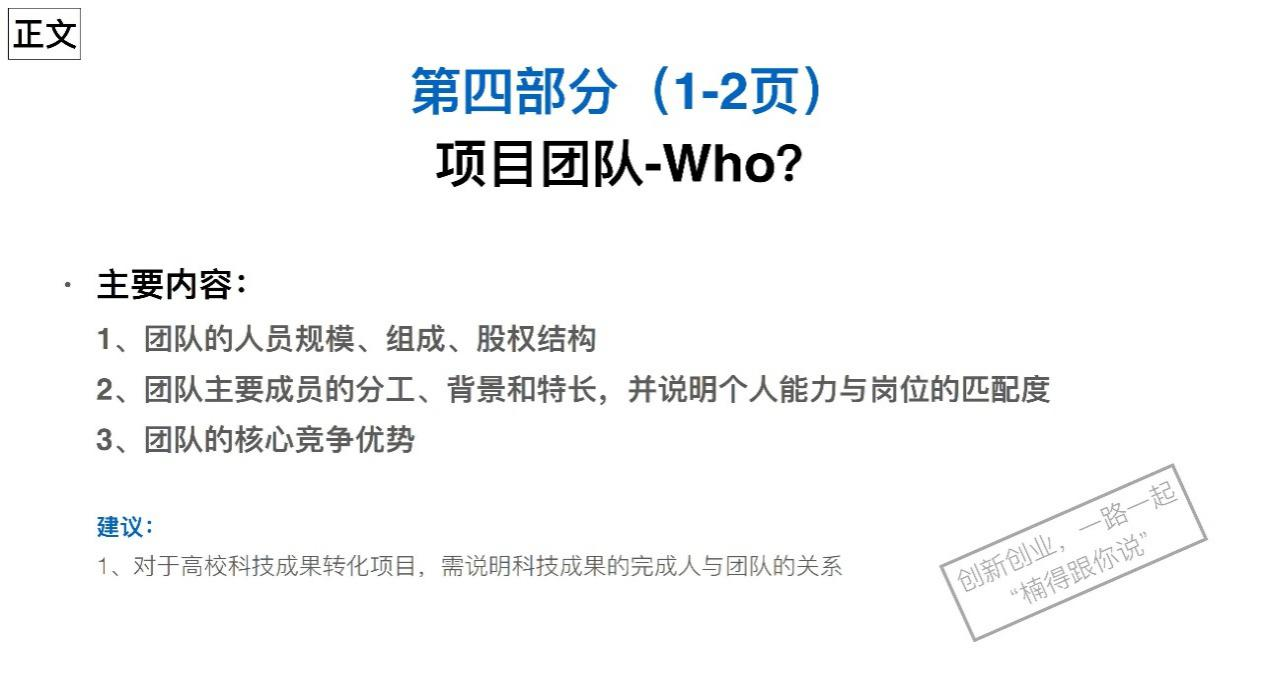 正文
第四部分（1-2页）
项目团队-Who?
· 主要内容：
1、团队的人员规模、组成、股权结构
2、团队主要成员的分工、背景和特长，并说明个人能力与岗位的匹配度
3、团队的核心竞争优势
建议：
1、对于高校科技成果转化项目，需说明科技成果的完成人与团队的关系
创新创业，一路一起
“楠得跟你说”